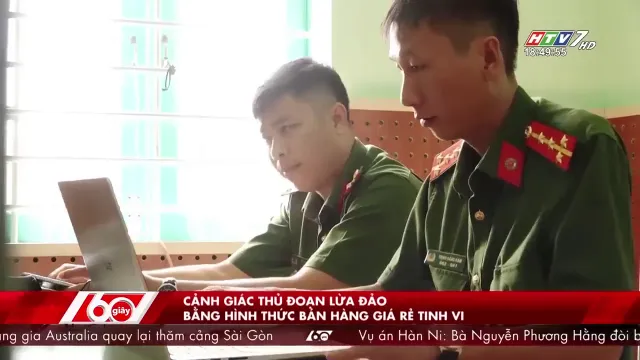 HTV7 HD
18:49:55
CẢNH GIÁC THỦ ĐOẠN LỪA ĐẢO
BẰNG HÌNH THỨC BÁN HÀNG GIÁ RẺ TINH VI
60 giây
gia Australia quay lại thăm cảng Sài Gòn Vụ án Hàn Ni: Bà Nguyễn Phương Hằng đòi b